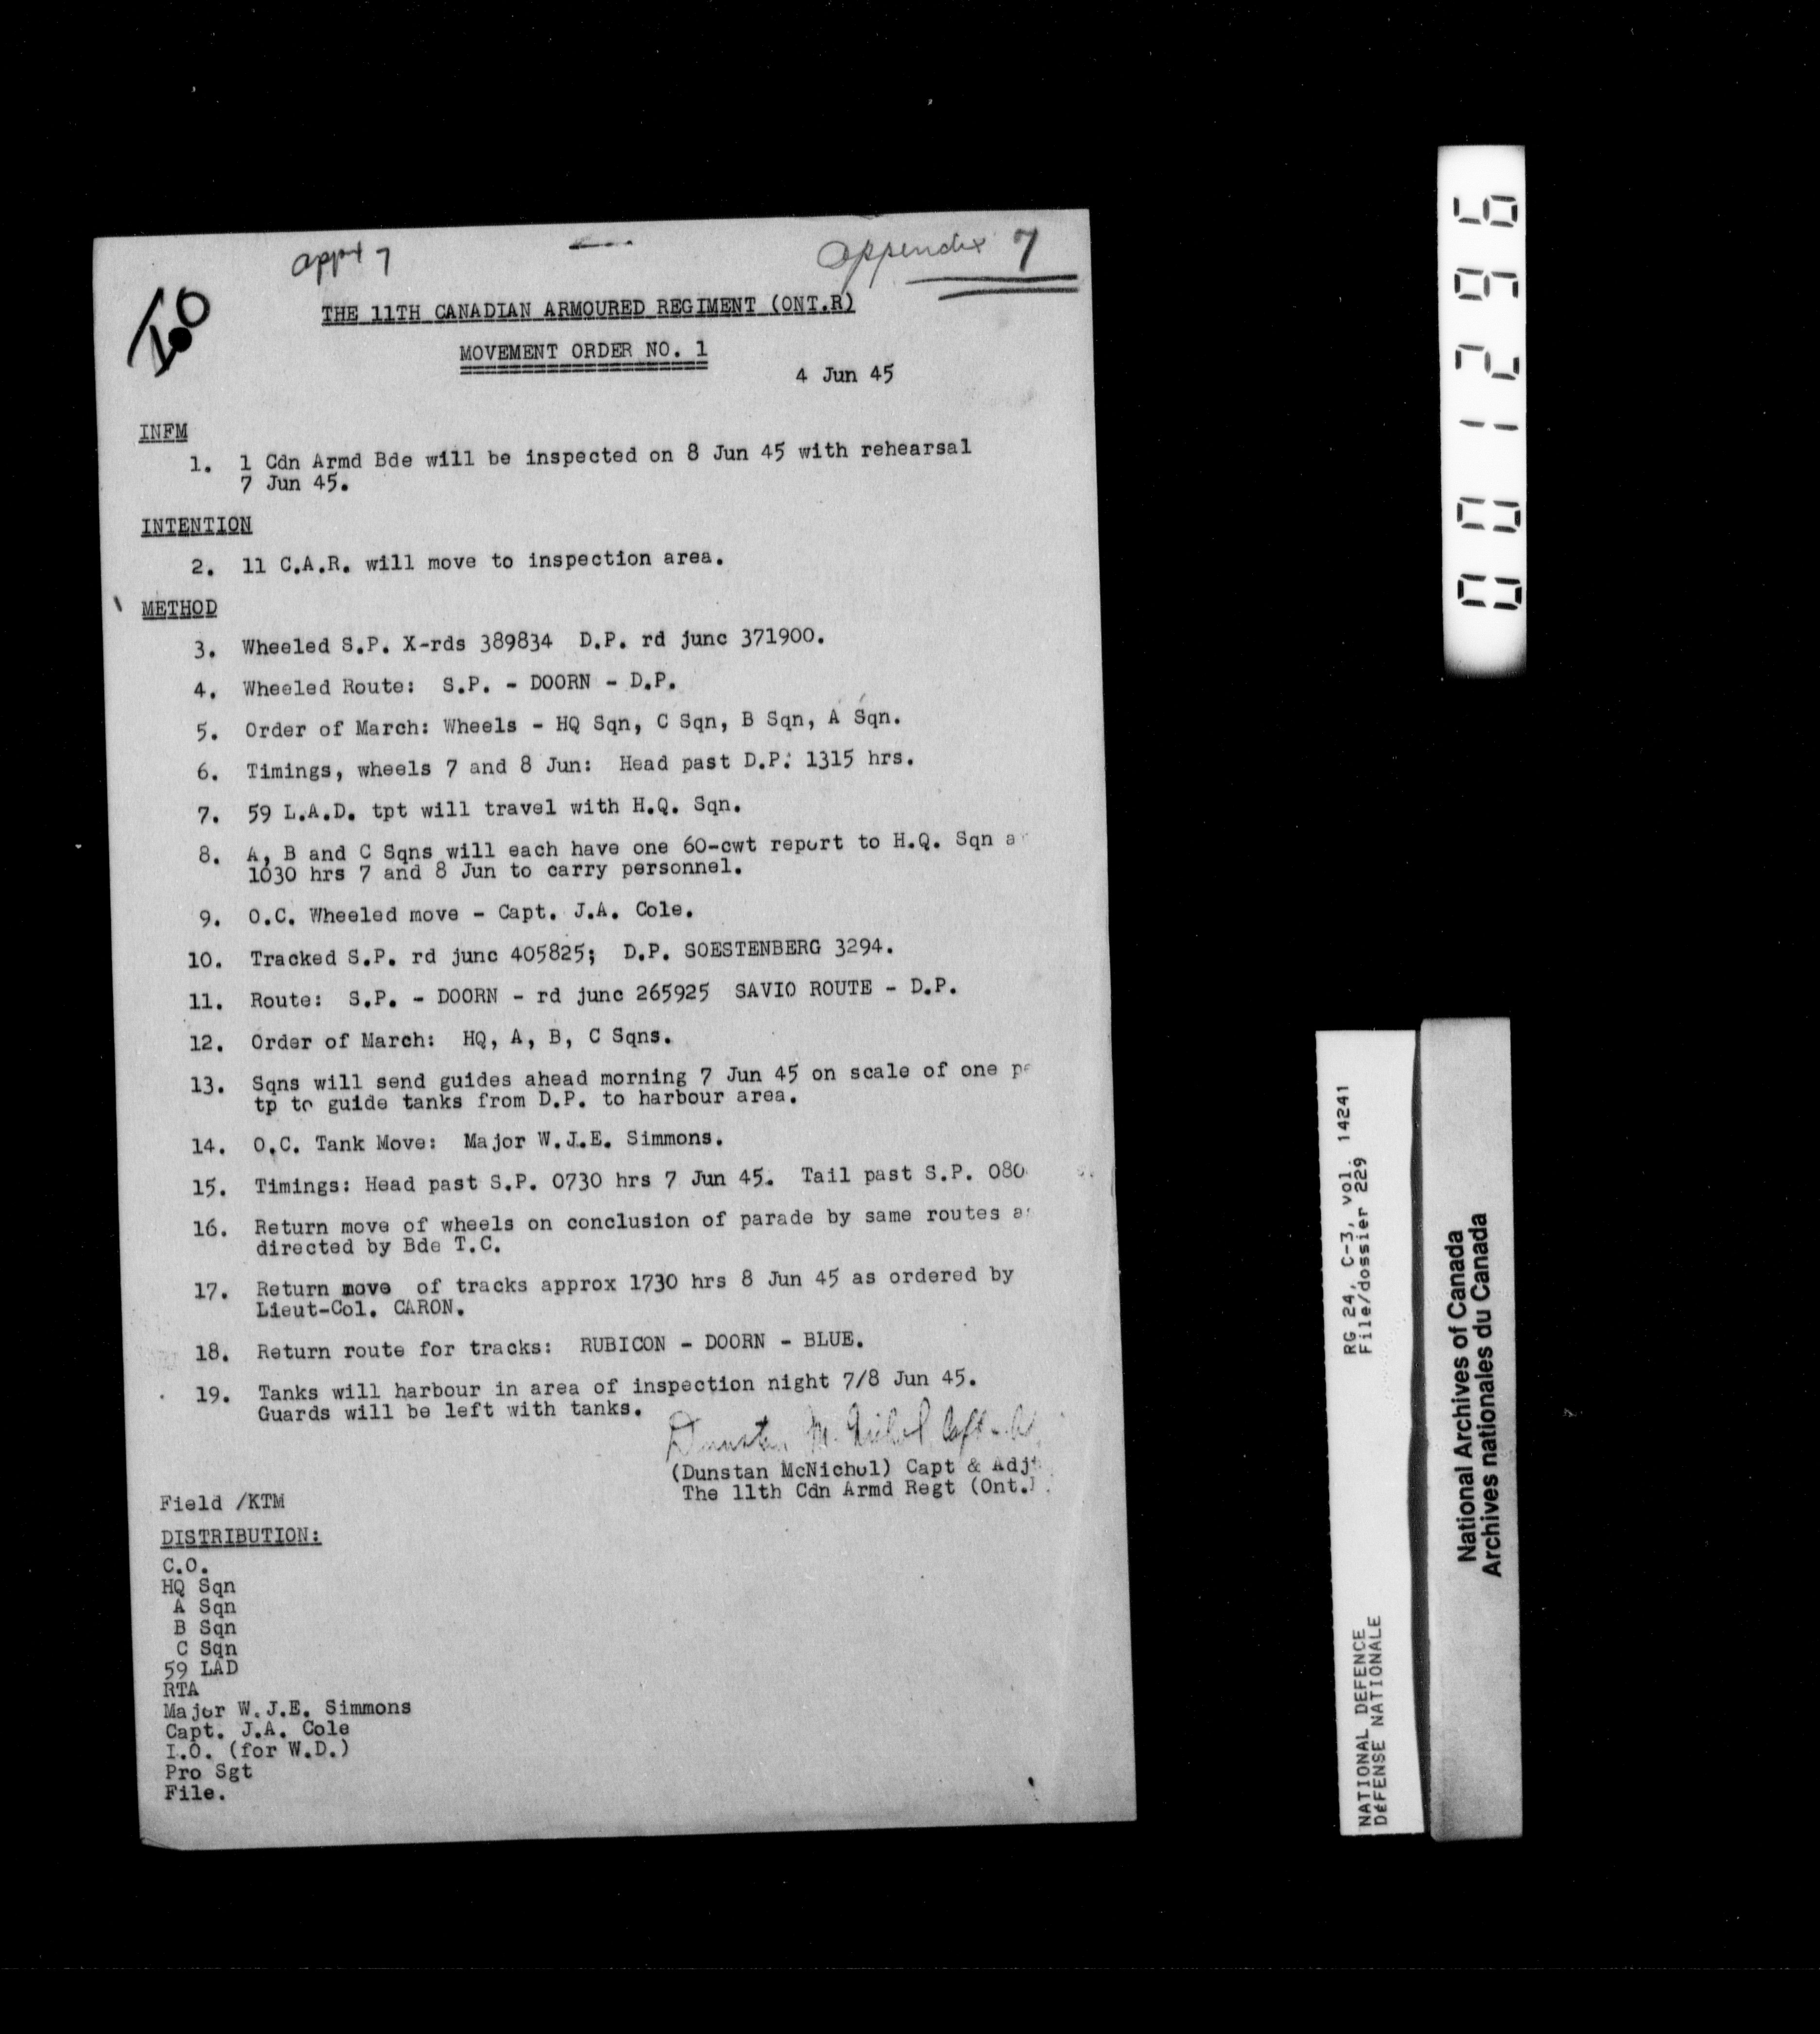 appx 7
appendix 7
THE 11TH CANADIAN ARMOURED REGIMENT (ONT.R)
MOVEMENT ORDER NO. 1
4 Jun 45
INFM
1. 1 Cdn Armd Bde will be inspected on 8 Jun 45 with rehearsal
7 Jun 45.
INTENTION
2. 11 C.A.R. will move to inspection area.
METHOD
3. Wheeled S.P. X-rds 389834 D.P. rd junc 371900.
4. Wheeled Route: S.P. - DOORN - D.P.
5. Order of March: Wheels - HQ Sqn, C Sqn, B Sqn, A Sqn.
6. Timings, wheels 7 and 8 Jun: Head past D.P. 1315 hrs.
7. 59 L.A.D. tpt will travel with H.Q. Sqn.
8. A, B and C Sqns will each have one 60-cwt report to H.Q. Sqn
1030 hrs 7 and 8 Jun to carry personnel.
9. O.C. Wheeled move - Capt. J.A. Cole.
10. Tracked S.P. rd junc 405825; D.P. SOESTENBERG 3294.
11. Route: S.P. - DOORN - rd junc 265925 SAVIO ROUTE - D.P.
12. Order of March: HQ, A, B, C Sqns.
13. Sqns will send guides ahead morning 7 Jun 45 on scale of one
tp to guide tanks from D.P. to harbour area.
14. O.C. Tank Move: Major W.J.E. Simmons.
15. Timings: Head past S.P. 0730 hrs 7 Jun 45. Tail past S.P. 080
16. Return move of wheels on conclusion of parade by same routes
directed by Bde T.C.
17. Return move of tracks approx 1730 hrs 8 Jun 45 as ordered by
Lieut-Col. CARON.
18. Return route for tracks: RUBICON - DOORN - BLUE.
19. Tanks will harbour in area of inspection night 7/8 Jun 45.
Guards will be left with tanks.
Dunstan McNichol Capt
(Dunstan McNichol) Capt & Adjt
The 11th Cdn Armd Regt (Ont.
Field /KTM
DISTRIBUTION:
C.O.
HQ Sqn
A Sqn
B Sqn
C Sqn
59 LAD
RTA
Major W.J.E. Simmons
Capt. J.A. Cole
I.O. (for W.D.)
Pro Sgt
File.
001296
RG 24, C-3, vol. 14241
File/dossier 229
NATIONAL DEFENCE
DÉFENSE NATIONALE
National Archives of Canada
Archives nationales du Canada